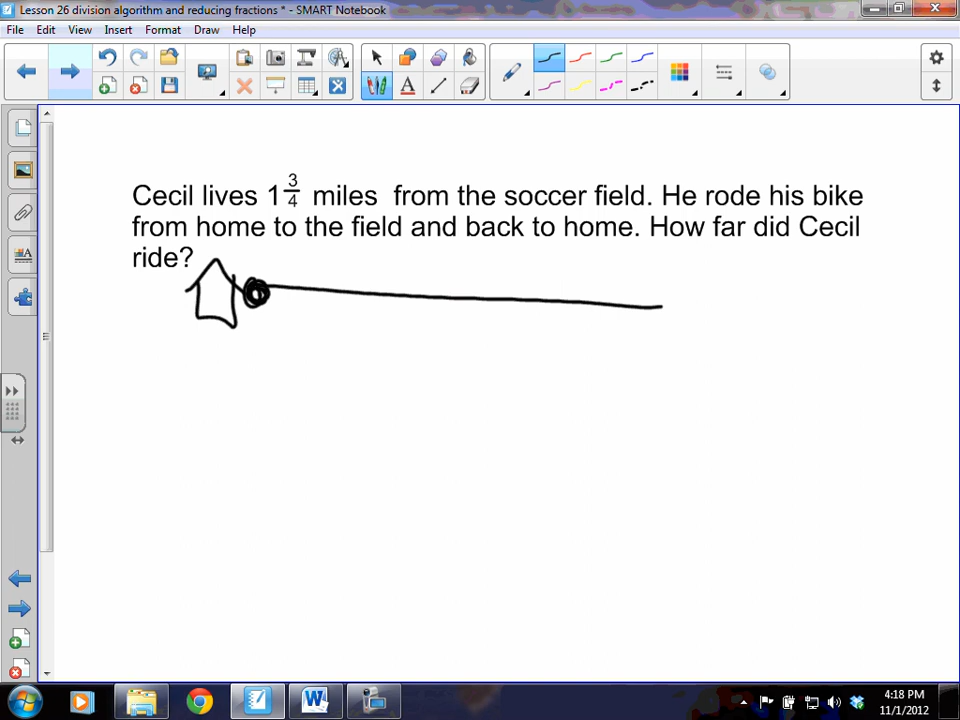 Lesson 26 division algorithm and reducing fractions * - SMART Notebook
File Edit View Insert Format Draw Help
Cecil lives 1 3/4 miles from the soccer field. He rode his bike
from home to the field and back to home. How far did Cecil
ride?
4:18 PM
11/1/2012